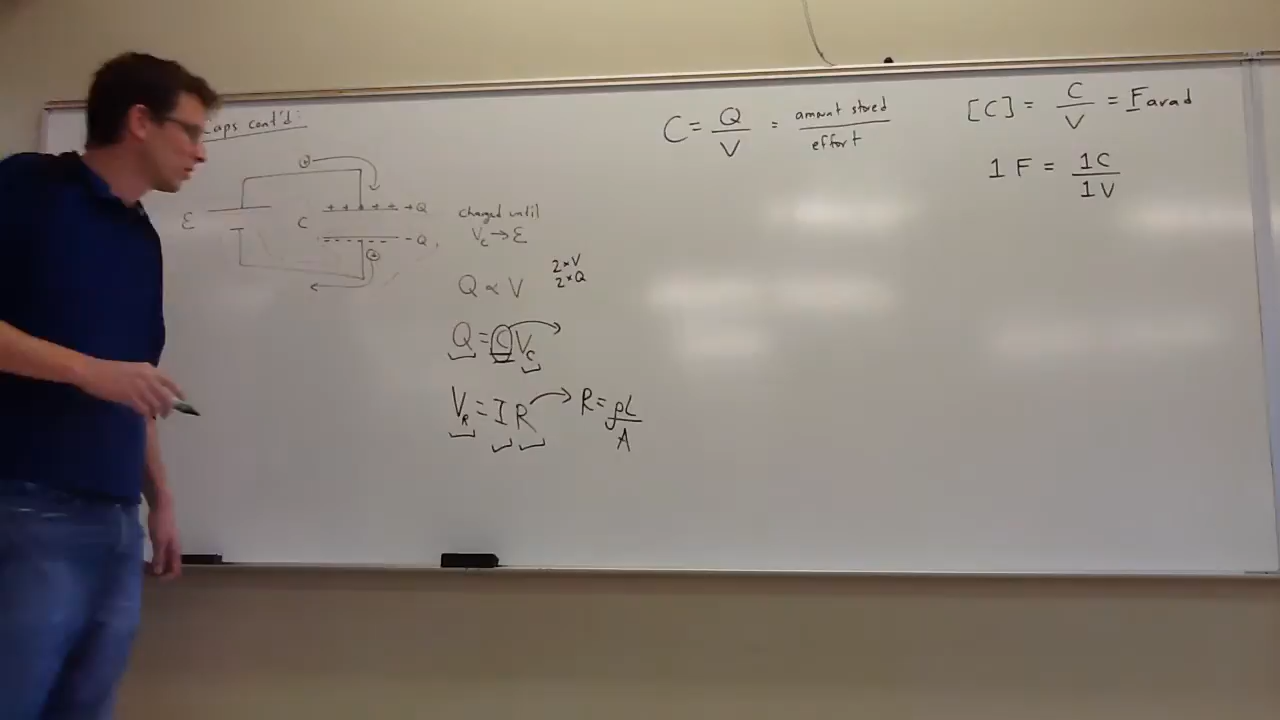 Caps cont'd:
⊕
ε
C
+ + + + + +Q
- - - - - - -Q
⊕
charged until
V_C → ε
Q ∝ V
2×V
2×Q
Q = C V_C
V_R = I R → R = ρL/A
C = Q/V = amount stored/effort
[C] = C/V = Farad
1 F = 1C/1V